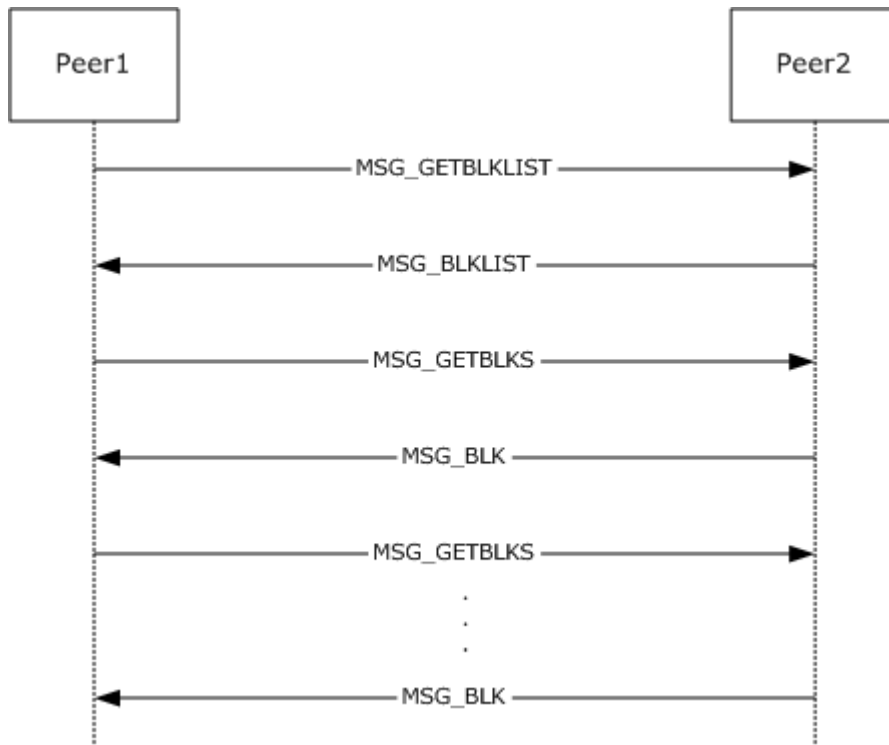 Peer1
Peer2
MSG_GETBLKLIST
MSG_BLKLIST
MSG_GETBLKS
MSG_BLK
MSG_GETBLKS
.
.
.
MSG_BLK